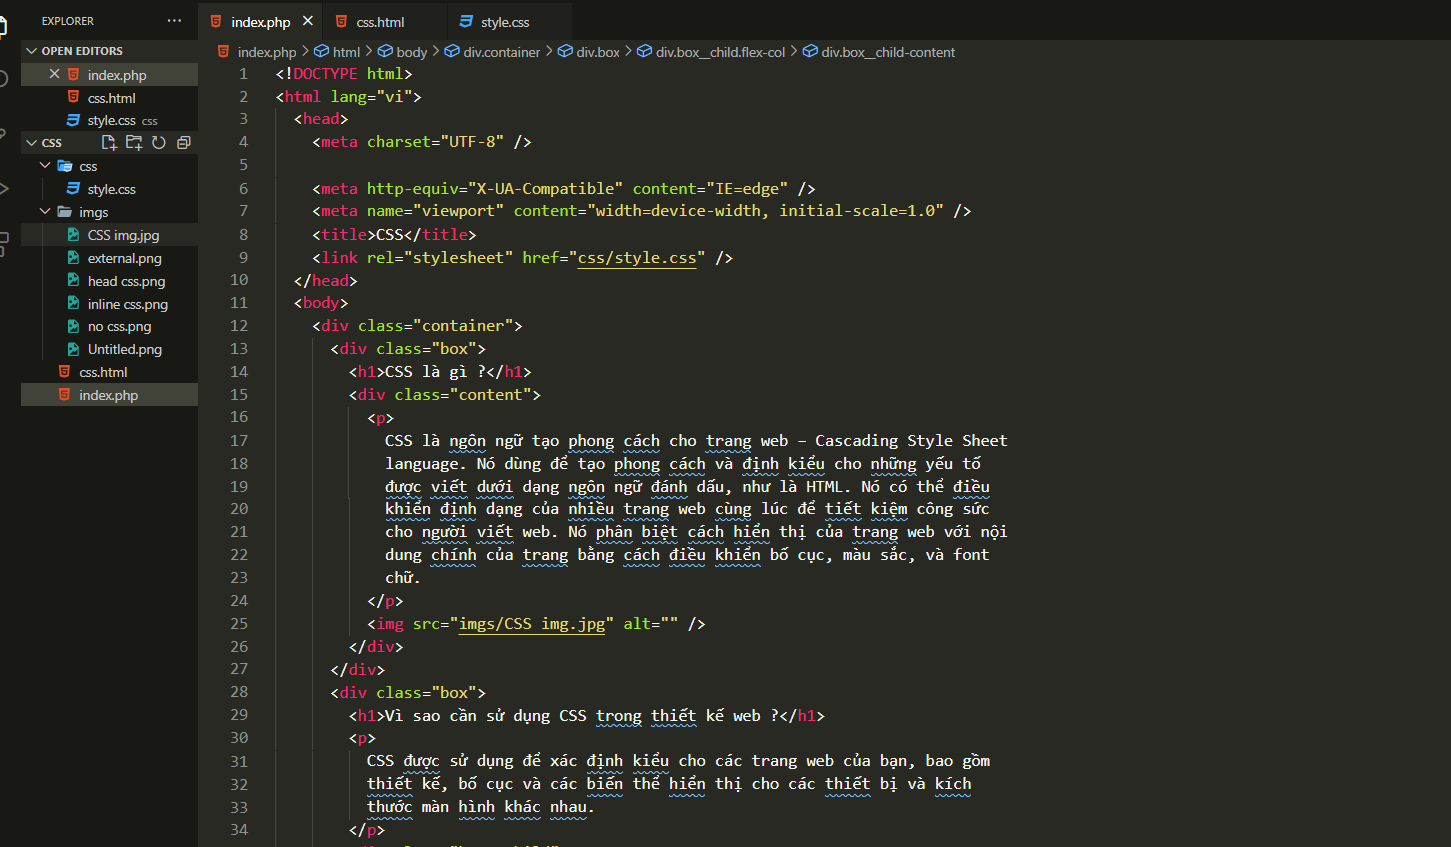 EXPLORER ···
OPEN EDITORS
index.php
css.html
style.css css
CSS
css
style.css
imgs
CSS img.jpg
external.png
head css.png
inline css.png
no css.png
Untitled.png
css.html
index.php
index.php css.html style.css
index.php > html > body > div.container > div.box > div.box__child.flex-col > div.box__child-content
1 <!DOCTYPE html>
2 <html lang="vi">
3 <head>
4 <meta charset="UTF-8" />
5
6 <meta http-equiv="X-UA-Compatible" content="IE=edge" />
7 <meta name="viewport" content="width=device-width, initial-scale=1.0" />
8 <title>CSS</title>
9 <link rel="stylesheet" href="css/style.css" />
10 </head>
11 <body>
12 <div class="container">
13 <div class="box">
14 <h1>CSS là gì ?</h1>
15 <div class="content">
16 <p>
17 CSS là ngôn ngữ tạo phong cách cho trang web – Cascading Style Sheet
18 language. Nó dùng để tạo phong cách và định kiểu cho những yếu tố
19 được viết dưới dạng ngôn ngữ đánh dấu, như là HTML. Nó có thể điều
20 khiển định dạng của nhiều trang web cùng lúc để tiết kiệm công sức
21 cho người viết web. Nó phân biệt cách hiển thị của trang web với nội
22 dung chính của trang bằng cách điều khiển bố cục, màu sắc, và font
23 chữ.
24 </p>
25 <img src="imgs/CSS img.jpg" alt="" />
26 </div>
27 </div>
28 <div class="box">
29 <h1>Vì sao cần sử dụng CSS trong thiết kế web ?</h1>
30 <p>
31 CSS được sử dụng để xác định kiểu cho các trang web của bạn, bao gồm
32 thiết kế, bố cục và các biến thể hiển thị cho các thiết bị và kích
33 thước màn hình khác nhau.
34 </p>